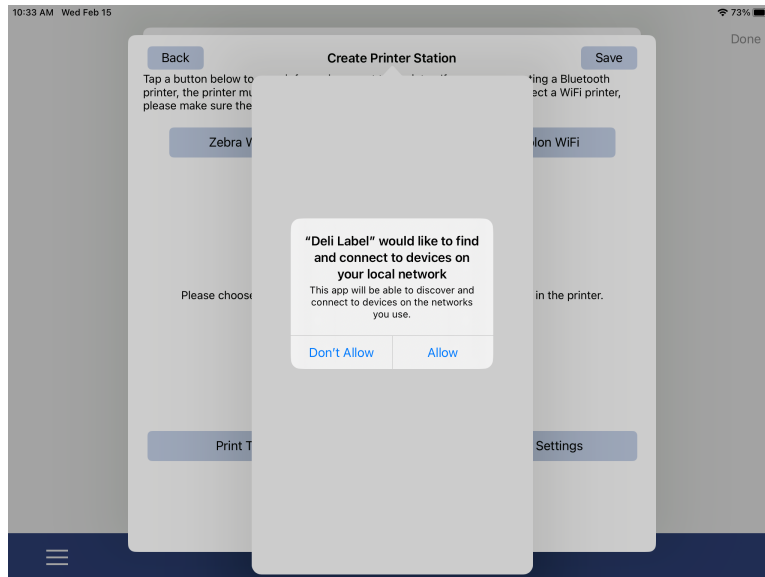 10:33 AM Wed Feb 15
73%
Done
Back
Create Printer Station
Save
Tap a button below to
ting a Bluetooth
printer, the printer mu
ect a WiFi printer,
please make sure the
Zebra W
lon WiFi
“Deli Label” would like to find
and connect to devices on
your local network
This app will be able to discover and
connect to devices on the networks
you use.
Please choose
in the printer.
Don’t Allow
Allow
Print T
Settings